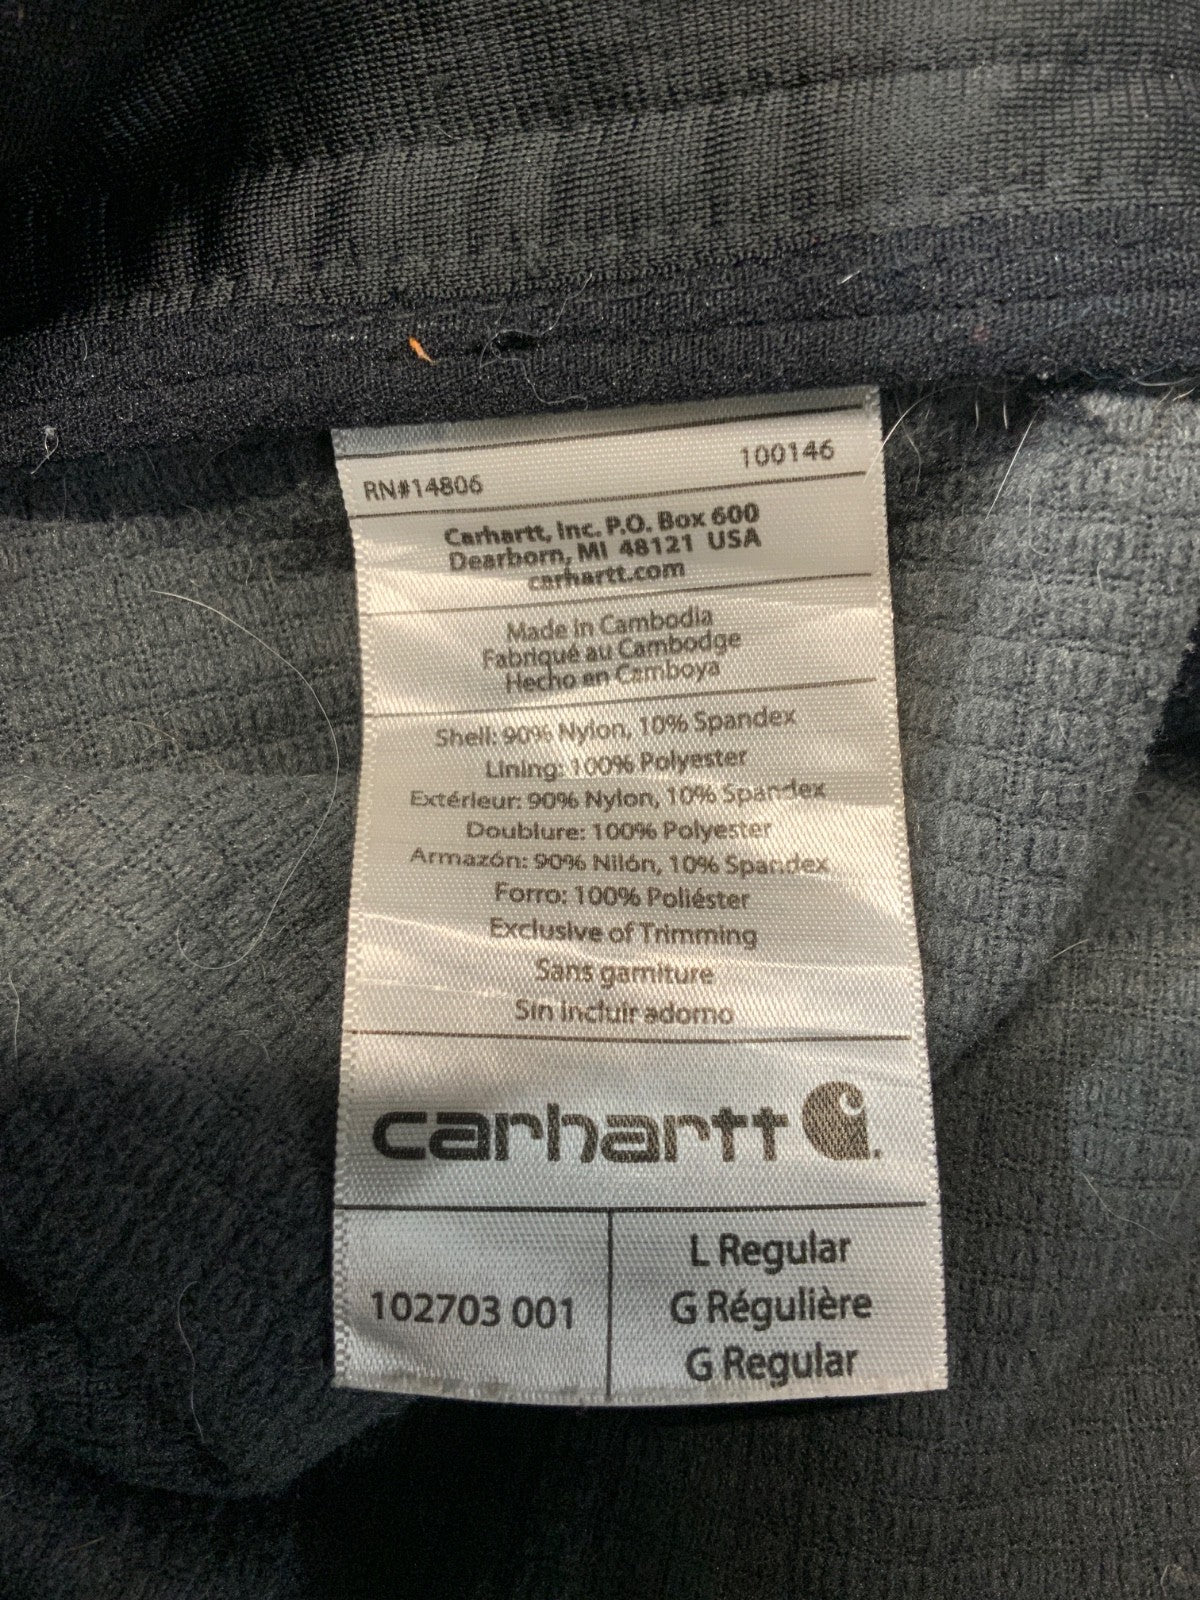 RN#14806 100146
Carhartt, Inc. P.O. Box 600
Dearborn, MI 48121 USA
carhartt.com
Made in Cambodia
Fabriqué au Cambodge
Hecho en Camboya
Shell: 90% Nylon, 10% Spandex
Lining: 100% Polyester
Extérieur: 90% Nylon, 10% Spandex
Doublure: 100% Polyester
Armazón: 90% Nilón, 10% Spandex
Forro: 100% Poliéster
Exclusive of Trimming
Sans garniture
Sin incluir adorno
carhartt
102703 001
L Regular
G Régulière
G Regular